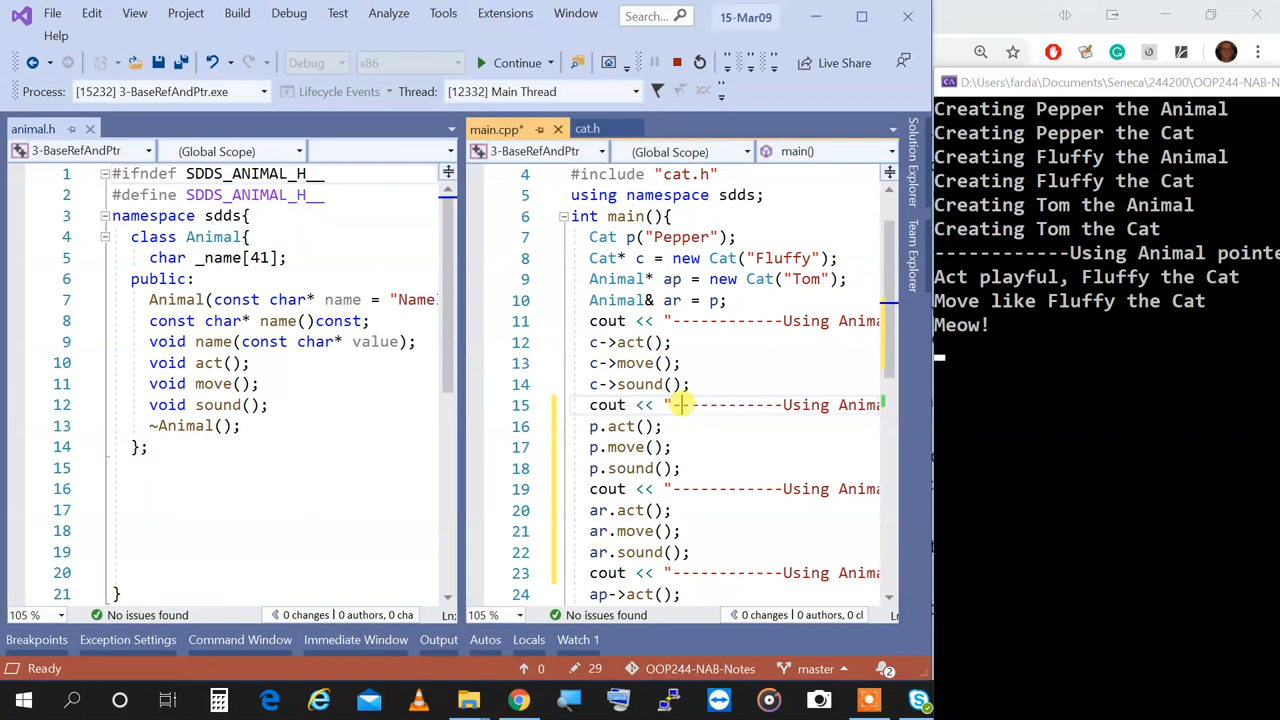 File Edit View Project Build Debug Test Analyze Tools Extensions Window Search... 15-Mar09
Help
Debug x86 Continue Live Share
Process: [15232] 3-BaseRefAndPtr.exe Lifecycle Events Thread: [12332] Main Thread
animal.h
3-BaseRefAndPtr (Global Scope)
1 #ifndef SDDS_ANIMAL_H__
2 #define SDDS_ANIMAL_H__
3 namespace sdds{
4 class Animal{
5 char _name[41];
6 public:
7 Animal(const char* name = "Name
8 const char* name()const;
9 void name(const char* value);
10 void act();
11 void move();
12 void sound();
13 ~Animal();
14 };
15
16
17
18
19
20
21 }
105 % No issues found 0 changes | 0 authors, 0 cha Ln:
main.cpp* cat.h
3-BaseRefAndPtr (Global Scope) main()
4 #include "cat.h"
5 using namespace sdds;
6 int main(){
7 Cat p("Pepper");
8 Cat* c = new Cat("Fluffy");
9 Animal* ap = new Cat("Tom");
10 Animal& ar = p;
11 cout << "------------Using Anima
12 c->act();
13 c->move();
14 c->sound();
15 cout << "------------Using Anima
16 p.act();
17 p.move();
18 p.sound();
19 cout << "------------Using Anima
20 ar.act();
21 ar.move();
22 ar.sound();
23 cout << "------------Using Anima
24 ap->act();
105 % No issues found 0 changes | 0 authors, 0 cl Ln
Solution Explorer
Team Explorer
D:\Users\farda\Documents\Seneca\244200\OOP244-NAB-N
Creating Pepper the Animal
Creating Pepper the Cat
Creating Fluffy the Animal
Creating Fluffy the Cat
Creating Tom the Animal
Creating Tom the Cat
------------Using Animal pointe
Act playful, Fluffy the Cat
Move like Fluffy the Cat
Meow!
Breakpoints Exception Settings Command Window Immediate Window Output Autos Locals Watch 1
Ready 0 29 OOP244-NAB-Notes master 2